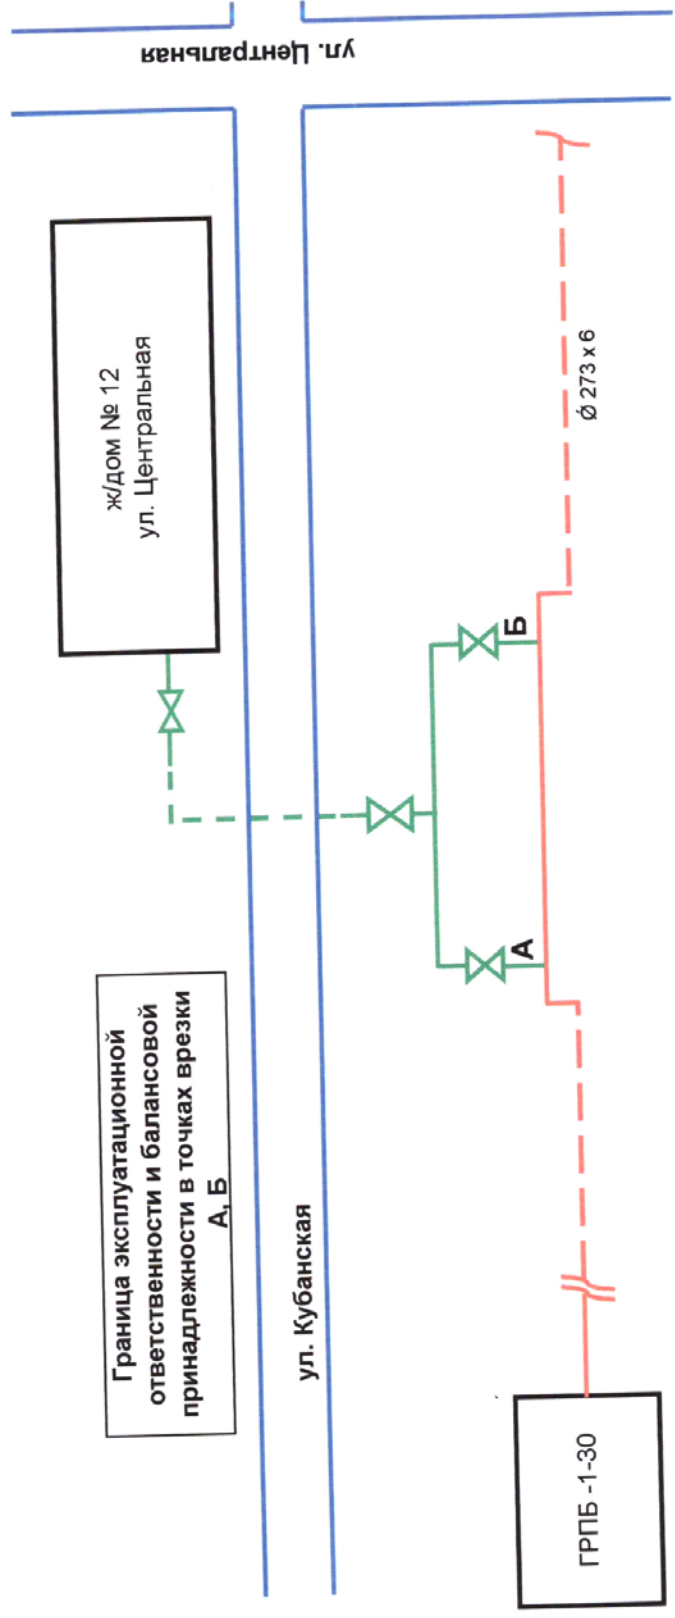 ул. Центральная
ж/дом № 12
ул. Центральная
Граница эксплуатационной
ответственности и балансовой
принадлежности в точках врезки
А, Б
ул. Кубанская
Б
А
Ǿ 273 х 6
ГРПБ -1-30